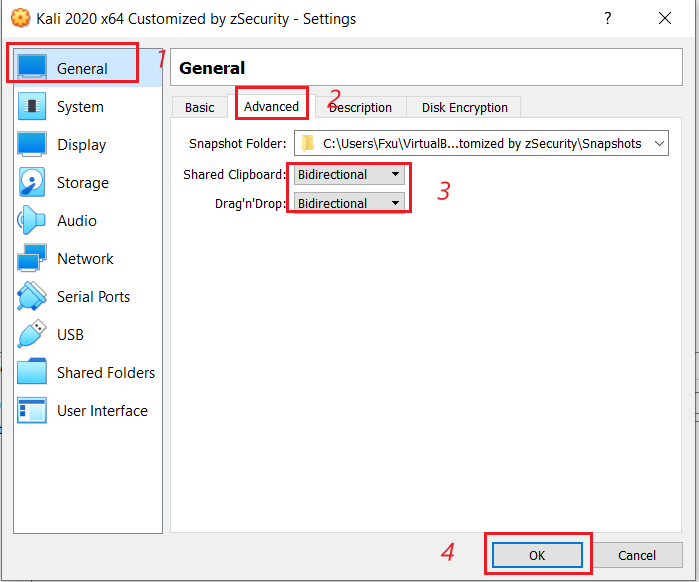 Kali 2020 x64 Customized by zSecurity - Settings ?
General 1
System
Display
Storage
Audio
Network
Serial Ports
USB
Shared Folders
User Interface
General
Basic Advanced 2 Description Disk Encryption
Snapshot Folder: C:\Users\Fxu\VirtualB...tomized by zSecurity\Snapshots
Shared Clipboard: Bidirectional 3
Drag'n'Drop: Bidirectional
4 OK Cancel